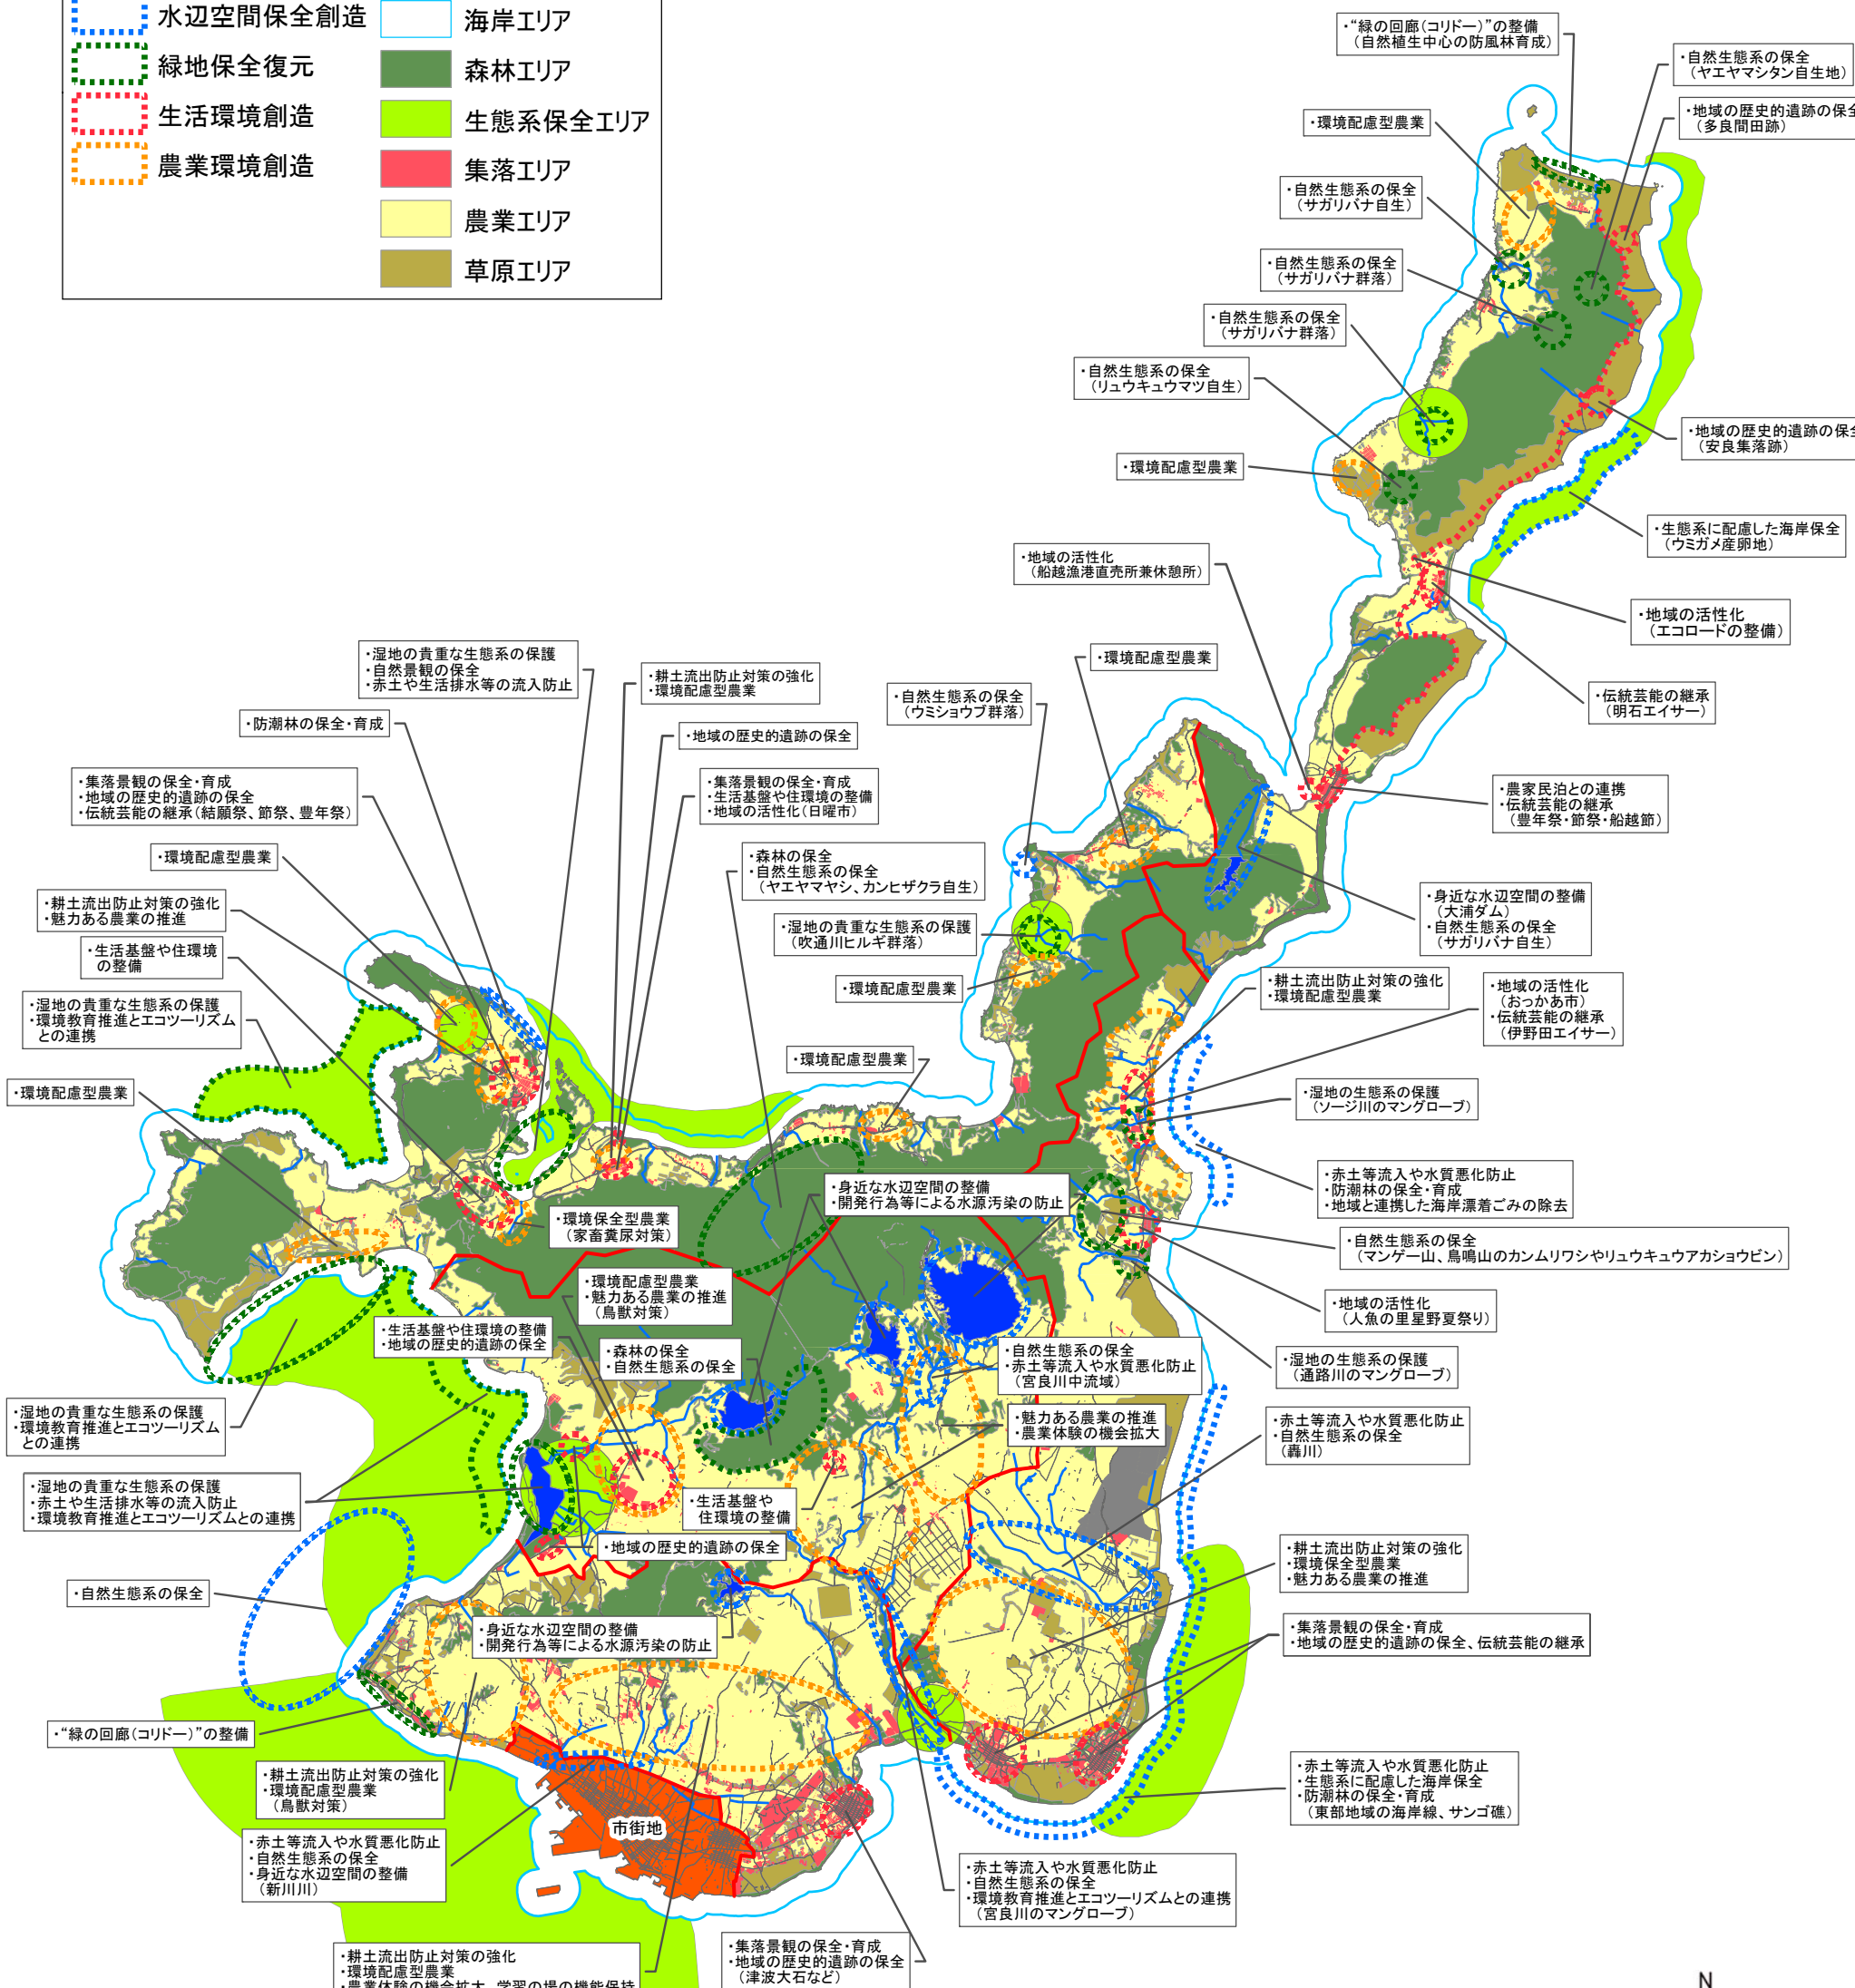 水辺空間保全創造
緑地保全復元
生活環境創造
農業環境創造
海岸エリア
森林エリア
生態系保全エリア
集落エリア
農業エリア
草原エリア
・“緑の回廊（コリドー）”の整備
（自然植生中心の防風林育成）
・自然生態系の保全
（ヤエヤマシタン自生地）
・地域の歴史的遺跡の保全
（多良間田跡）
・環境配慮型農業
・自然生態系の保全
（サガリバナ自生）
・自然生態系の保全
（サガリバナ群落）
・自然生態系の保全
（サガリバナ群落）
・自然生態系の保全
（リュウキュウマツ自生）
・地域の歴史的遺跡の保全
（安良集落跡）
・環境配慮型農業
・生態系に配慮した海岸保全
（ウミガメ産卵地）
・地域の活性化
（船越漁港直売所兼休憩所）
・地域の活性化
（エコロードの整備）
・環境配慮型農業
・伝統芸能の継承
（明石エイサー）
・湿地の貴重な生態系の保護
・自然景観の保全
・赤土や生活排水等の流入防止
・耕土流出防止対策の強化
・環境配慮型農業
・自然生態系の保全
（ウミショウブ群落）
・防潮林の保全・育成
・地域の歴史的遺跡の保全
・集落景観の保全・育成
・地域の歴史的遺跡の保全
・伝統芸能の継承（結願祭、節祭、豊年祭）
・集落景観の保全・育成
・生活基盤や住環境の整備
・地域の活性化（日曜市）
・農家民泊との連携
・伝統芸能の継承
（豊年祭・節祭・船越節）
・環境配慮型農業
・森林の保全
・自然生態系の保全
（ヤエヤマヤシ、カンヒザクラ自生）
・耕土流出防止対策の強化
・魅力ある農業の推進
・身近な水辺空間の整備
（大浦ダム）
・自然生態系の保全
（サガリバナ自生）
・湿地の貴重な生態系の保護
（吹通川ヒルギ群落）
・生活基盤や住環境
の整備
・環境配慮型農業
・耕土流出防止対策の強化
・環境配慮型農業
・地域の活性化
（おっかあ市）
・伝統芸能の継承
（伊野田エイサー）
・湿地の貴重な生態系の保護
・環境教育推進とエコツーリズム
との連携
・環境配慮型農業
・環境配慮型農業
・湿地の生態系の保護
（ソージ川のマングローブ）
・赤土等流入や水質悪化防止
・防潮林の保全・育成
・地域と連携した海岸漂着ごみの除去
・身近な水辺空間の整備
・開発行為等による水源汚染の防止
・環境保全型農業
（家畜糞尿対策）
・自然生態系の保全
（マンゲー山、鳥鳴山のカンムリワシやリュウキュウアカショウビン）
・環境配慮型農業
・魅力ある農業の推進
（鳥獣対策）
・地域の活性化
（人魚の里星野夏祭り）
・生活基盤や住環境の整備
・地域の歴史的遺跡の保全
・森林の保全
・自然生態系の保全
・自然生態系の保全
・赤土等流入や水質悪化防止
（宮良川中流域）
・湿地の生態系の保護
（通路川のマングローブ）
・湿地の貴重な生態系の保護
・環境教育推進とエコツーリズム
との連携
・魅力ある農業の推進
・農業体験の機会拡大
・赤土等流入や水質悪化防止
・自然生態系の保全
（轟川）
・湿地の貴重な生態系の保護
・赤土や生活排水等の流入防止
・環境教育推進とエコツーリズムとの連携
・生活基盤や
住環境の整備
・地域の歴史的遺跡の保全
・耕土流出防止対策の強化
・環境保全型農業
・魅力ある農業の推進
・自然生態系の保全
・身近な水辺空間の整備
・開発行為等による水源汚染の防止
・集落景観の保全・育成
・地域の歴史的遺跡の保全、伝統芸能の継承
・“緑の回廊（コリドー）”の整備
・耕土流出防止対策の強化
・環境配慮型農業
（鳥獣対策）
・赤土等流入や水質悪化防止
・生態系に配慮した海岸保全
・防潮林の保全・育成
（東部地域の海岸線、サンゴ礁）
市街地
・赤土等流入や水質悪化防止
・自然生態系の保全
・身近な水辺空間の整備
（新川川）
・赤土等流入や水質悪化防止
・自然生態系の保全
・環境教育推進とエコツーリズムとの連携
（宮良川のマングローブ）
・耕土流出防止対策の強化
・環境配慮型農業
・農業体験の機会拡大、学習の場の機能保持
・集落景観の保全・育成
・地域の歴史的遺跡の保全
（津波大石など）
N